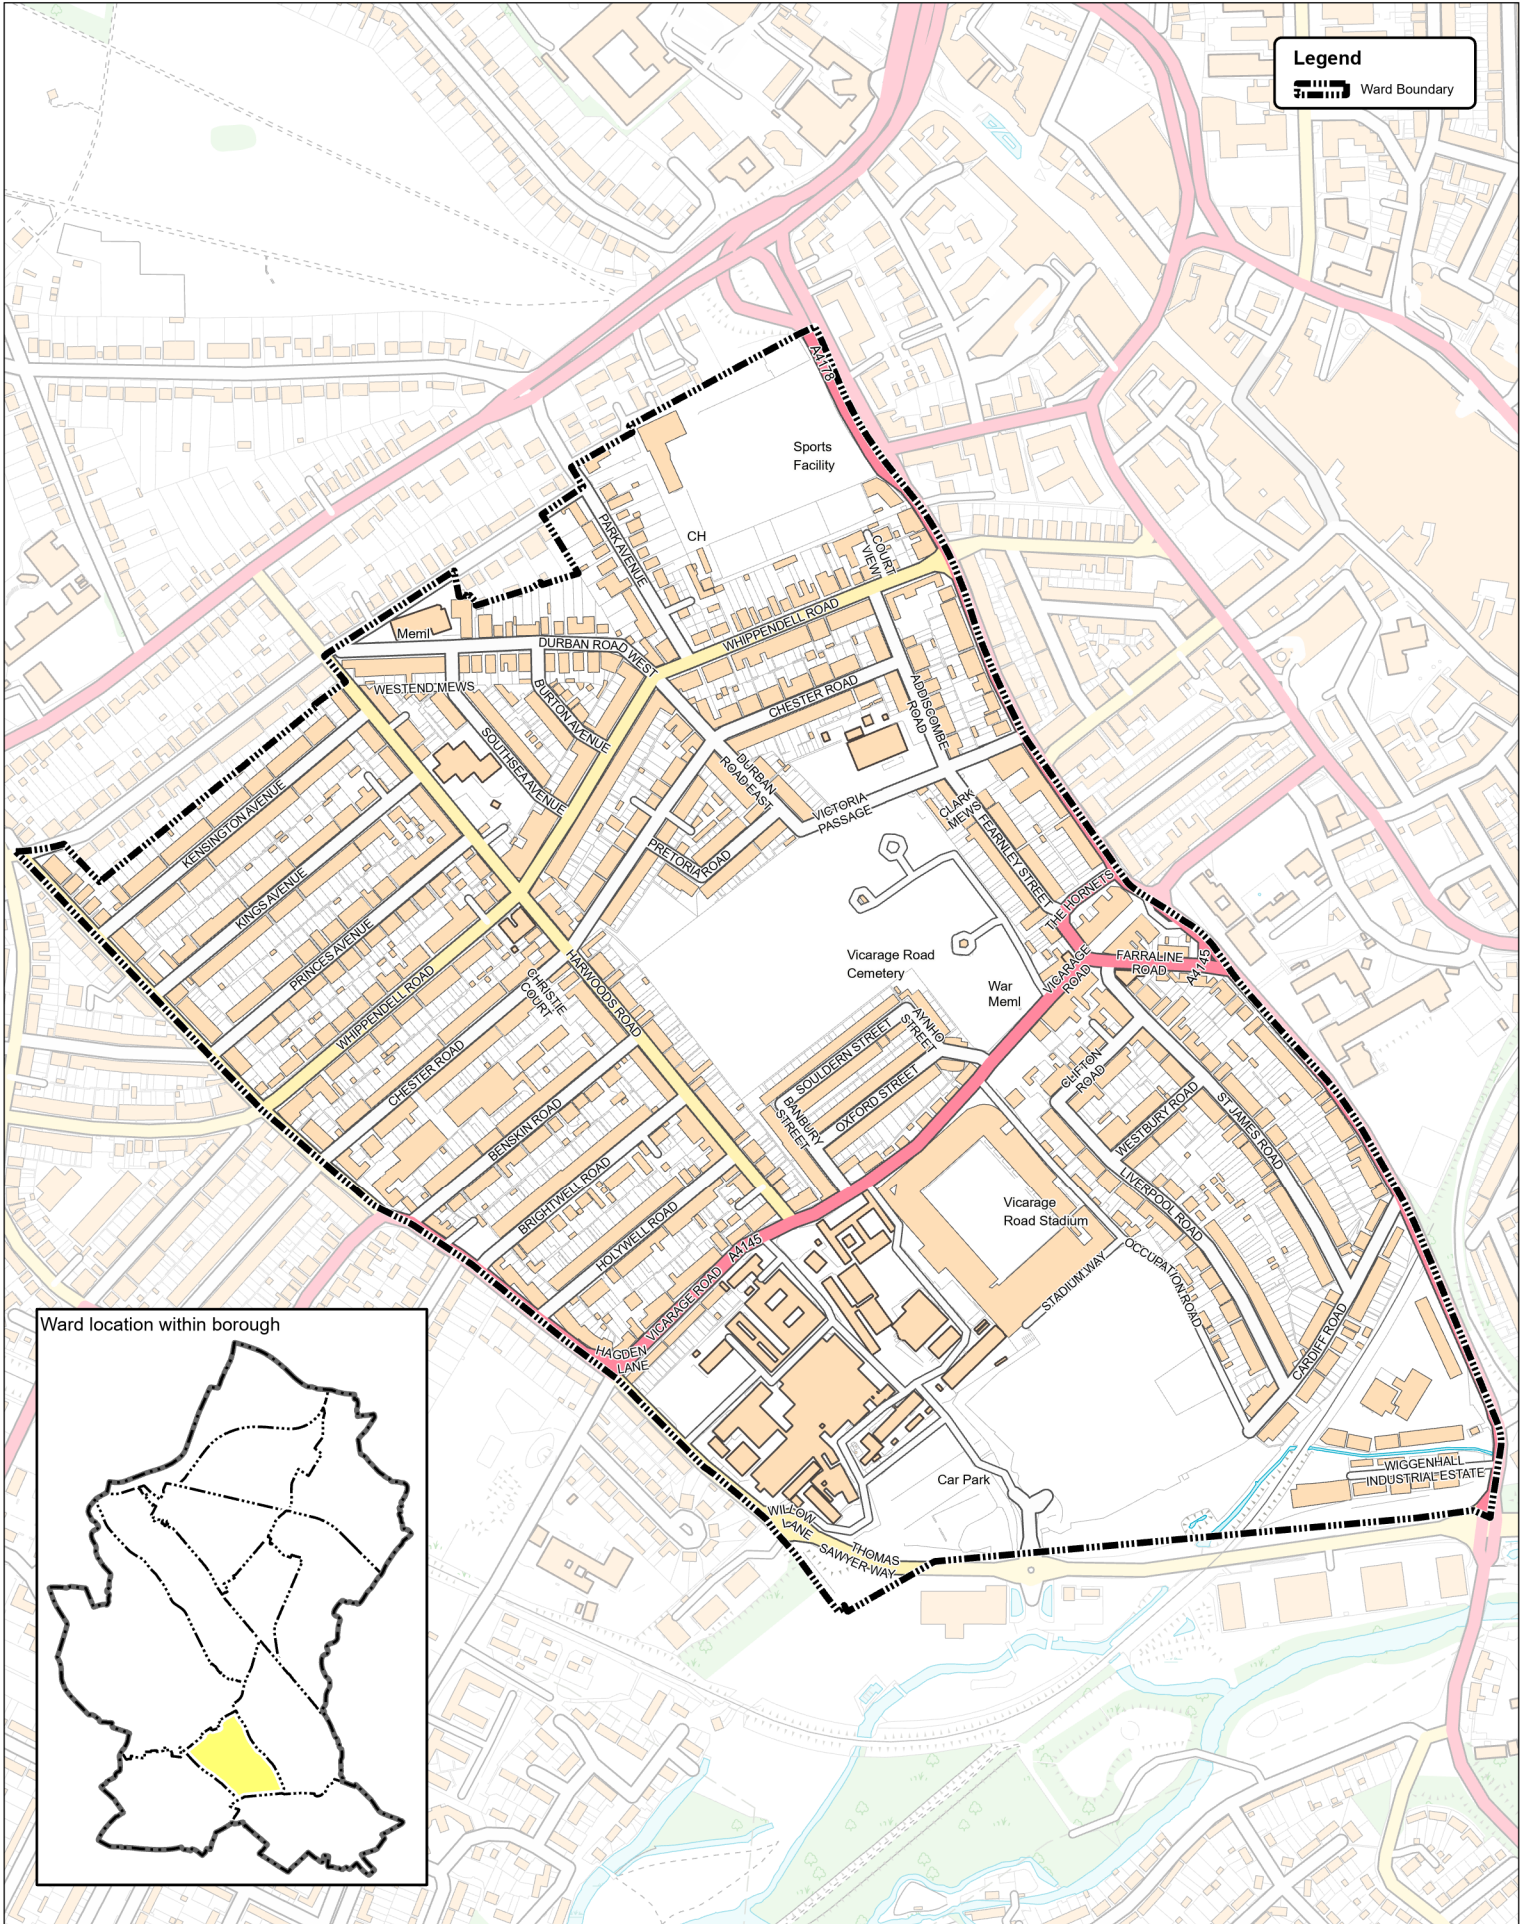 Legend
Ward Boundary
A4178
Sports
Facility
CH
PARK AVENUE
COURT
VIEW
WHIPPENDELL ROAD
Meml
DURBAN ROAD WEST
WESTEND MEWS
BURTON AVENUE
SOUTHSEA AVENUE
CHESTER ROAD
ADDISCOMBE
ROAD
DURBAN
ROAD EAST
VICTORIA
PASSAGE
CLARK
MEWS
FEARNLEY STREET
PRETORIA ROAD
KENSINGTON AVENUE
KINGS AVENUE
PRINCES AVENUE
WHIPPENDELL ROAD
THE HORNETS
VICARAGE
ROAD
FARRALINE
ROAD
A4145
Vicarage Road
Cemetery
War
Meml
HARWOODS ROAD
CHRISTIE
COURT
CHESTER ROAD
AYNHO
STREET
SOULDERN STREET
OXFORD STREET
BANBURY
STREET
CLIFTON
ROAD
WESTBURY ROAD
ST JAMES ROAD
LIVERPOOL ROAD
BENSKIN ROAD
BRIGHTWELL ROAD
HOLYWELL ROAD
Vicarage
Road Stadium
OCCUPATION ROAD
STADIUM WAY
VICARAGE ROAD
A4145
HAGDEN
LANE
CARDIFF ROAD
Car Park
WIGGENHALL
INDUSTRIAL ESTATE
WILLOW
LANE
THOMAS
SAWYER WAY
Ward location within borough